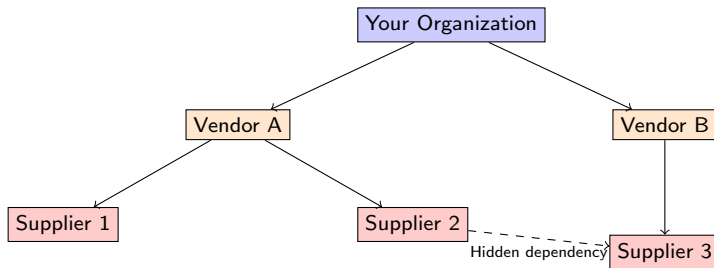 Your Organization
Vendor A
Vendor B
Supplier 1
Supplier 2
Hidden dependency
Supplier 3